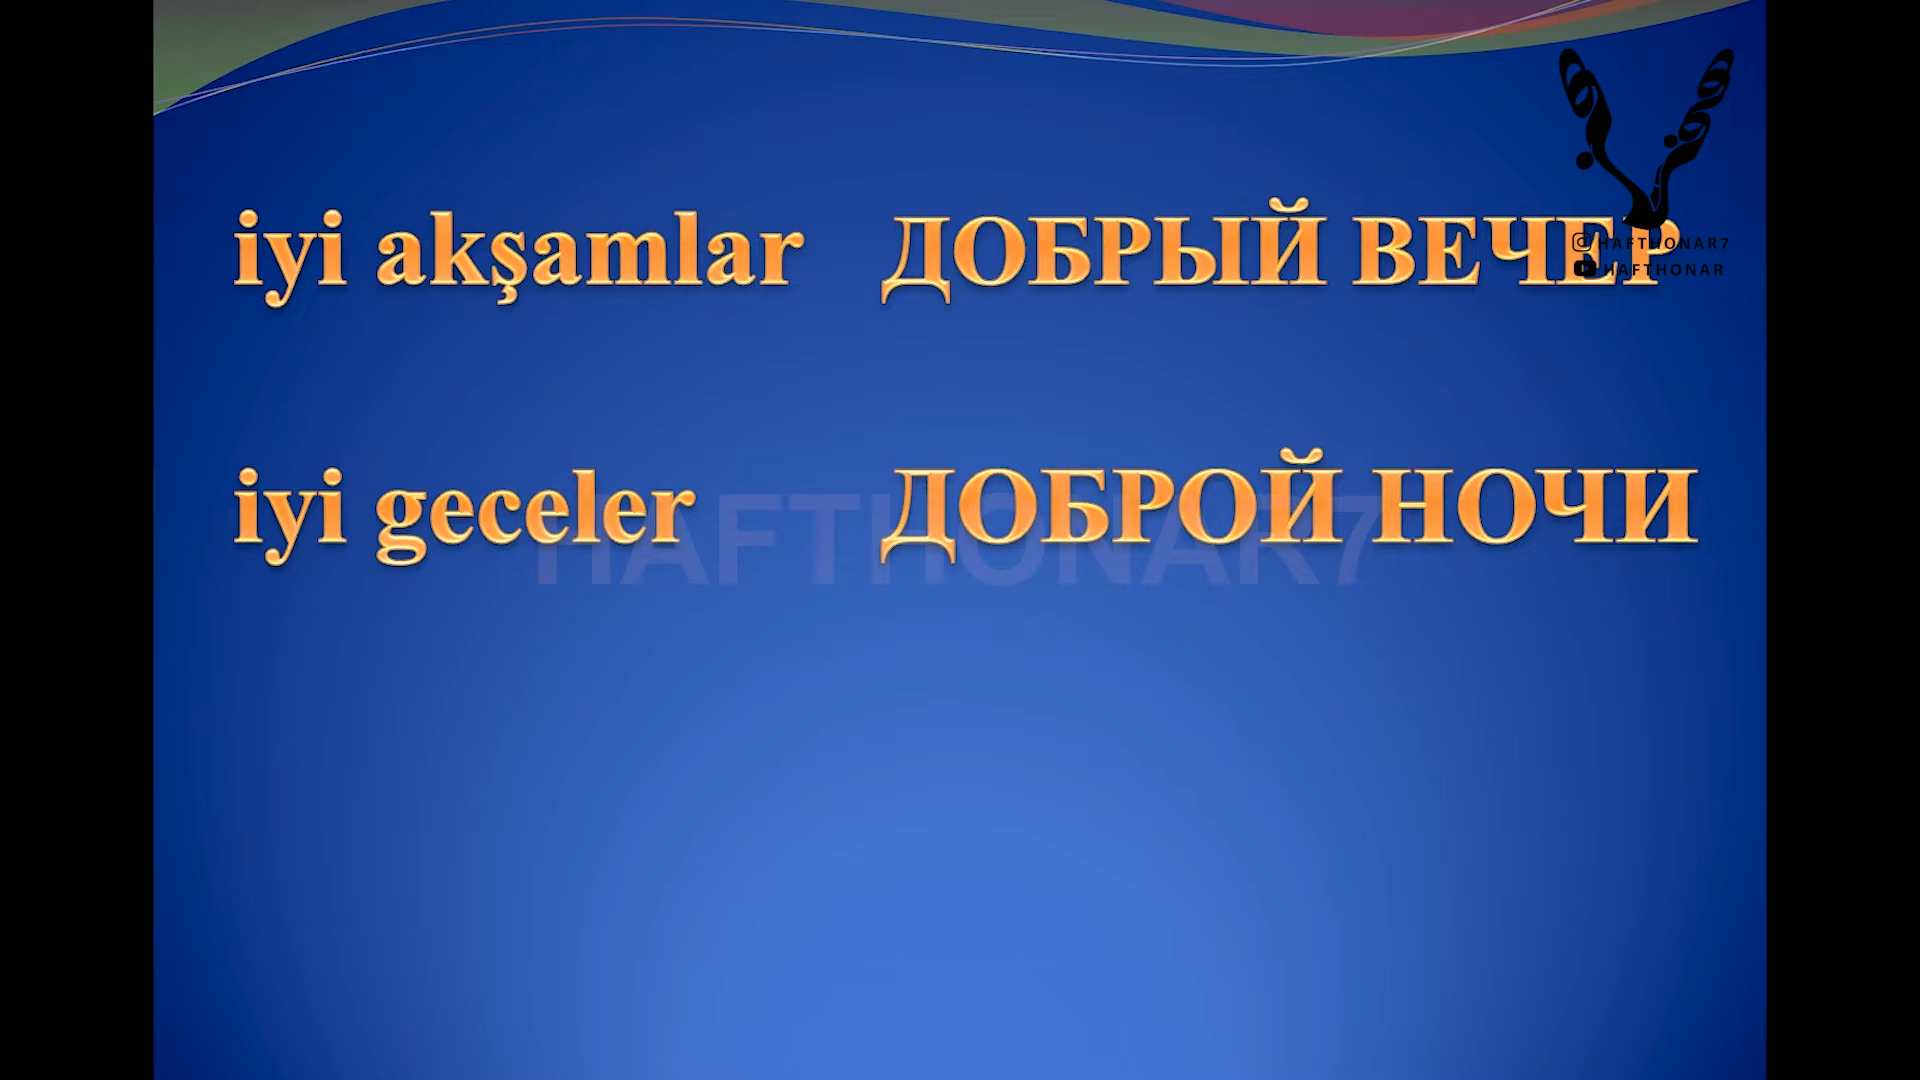 iyi akşamlar ДОБРЫЙ ВЕЧЕР
HAFTHONAR7
HAFTHONAR
iyi geceler ДОБРОЙ НОЧИ
HAFTHONAR7